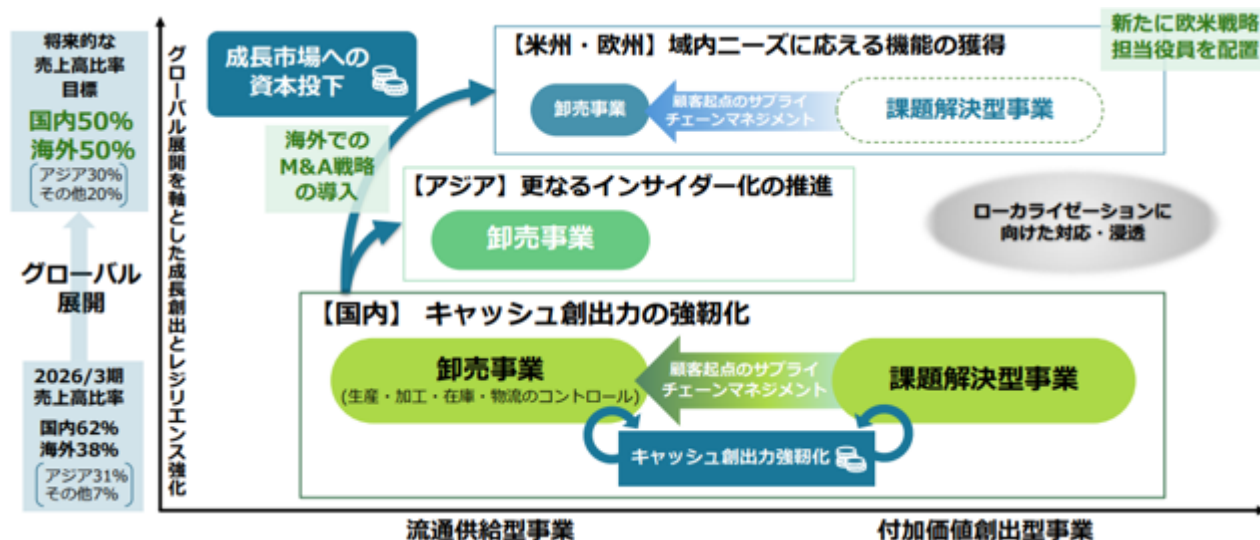 将来的な
売上高比率
目標
国内50%
海外50%
アジア30%
その他20%
グローバル
展開
2026/3期
売上高比率
国内62%
海外38%
アジア31%
その他7%
グローバル展開を軸とした成長創出とレジリエンス強化
成長市場への
資本投下
海外での
M&A戦略
の導入
【米州・欧州】域内ニーズに応える機能の獲得
新たに欧米戦略
担当役員を配置
卸売事業
顧客起点のサプライ
チェーンマネジメント
課題解決型事業
【アジア】更なるインサイダー化の推進
卸売事業
ローカライゼーションに
向けた対応・浸透
【国内】 キャッシュ創出力の強靭化
卸売事業
(生産・加工・在庫・物流のコントロール)
顧客起点のサプライ
チェーンマネジメント
課題解決型事業
キャッシュ創出力強靭化
流通供給型事業
付加価値創出型事業